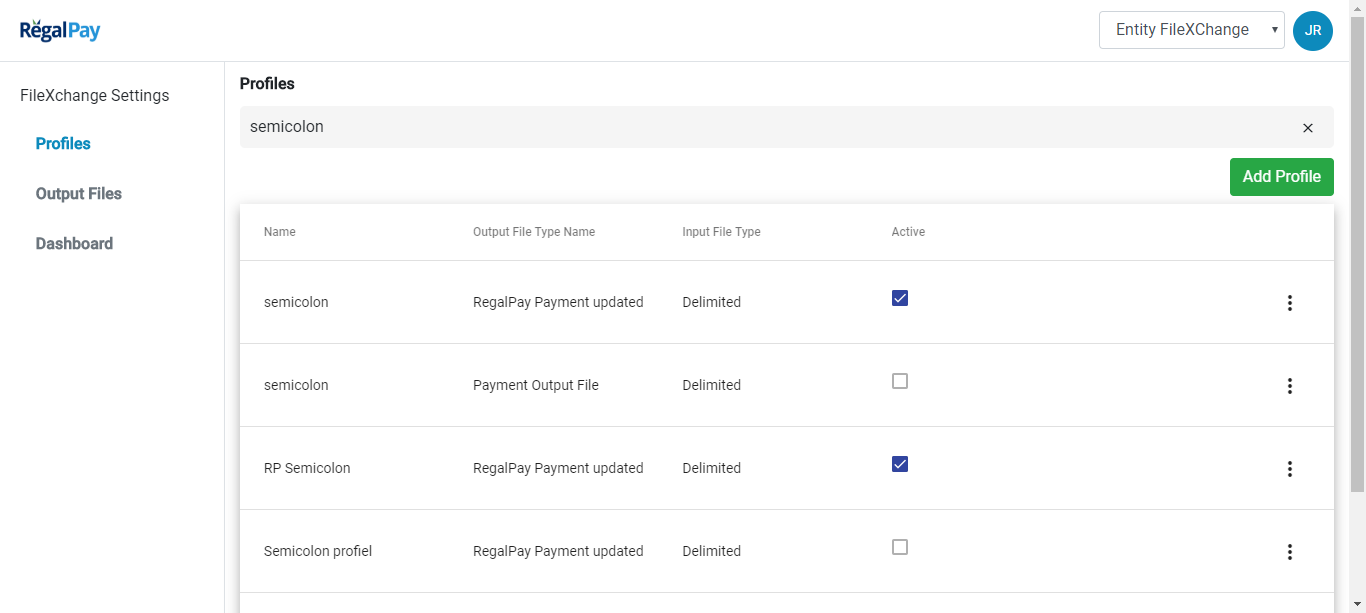 RegalPay
Entity FileXChange
JR
FileXchange Settings
Profiles
Output Files
Dashboard
Profiles
semicolon
Add Profile
Name Output File Type Name Input File Type Active
semicolon RegalPay Payment updated Delimited
semicolon Payment Output File Delimited
RP Semicolon RegalPay Payment updated Delimited
Semicolon profiel RegalPay Payment updated Delimited